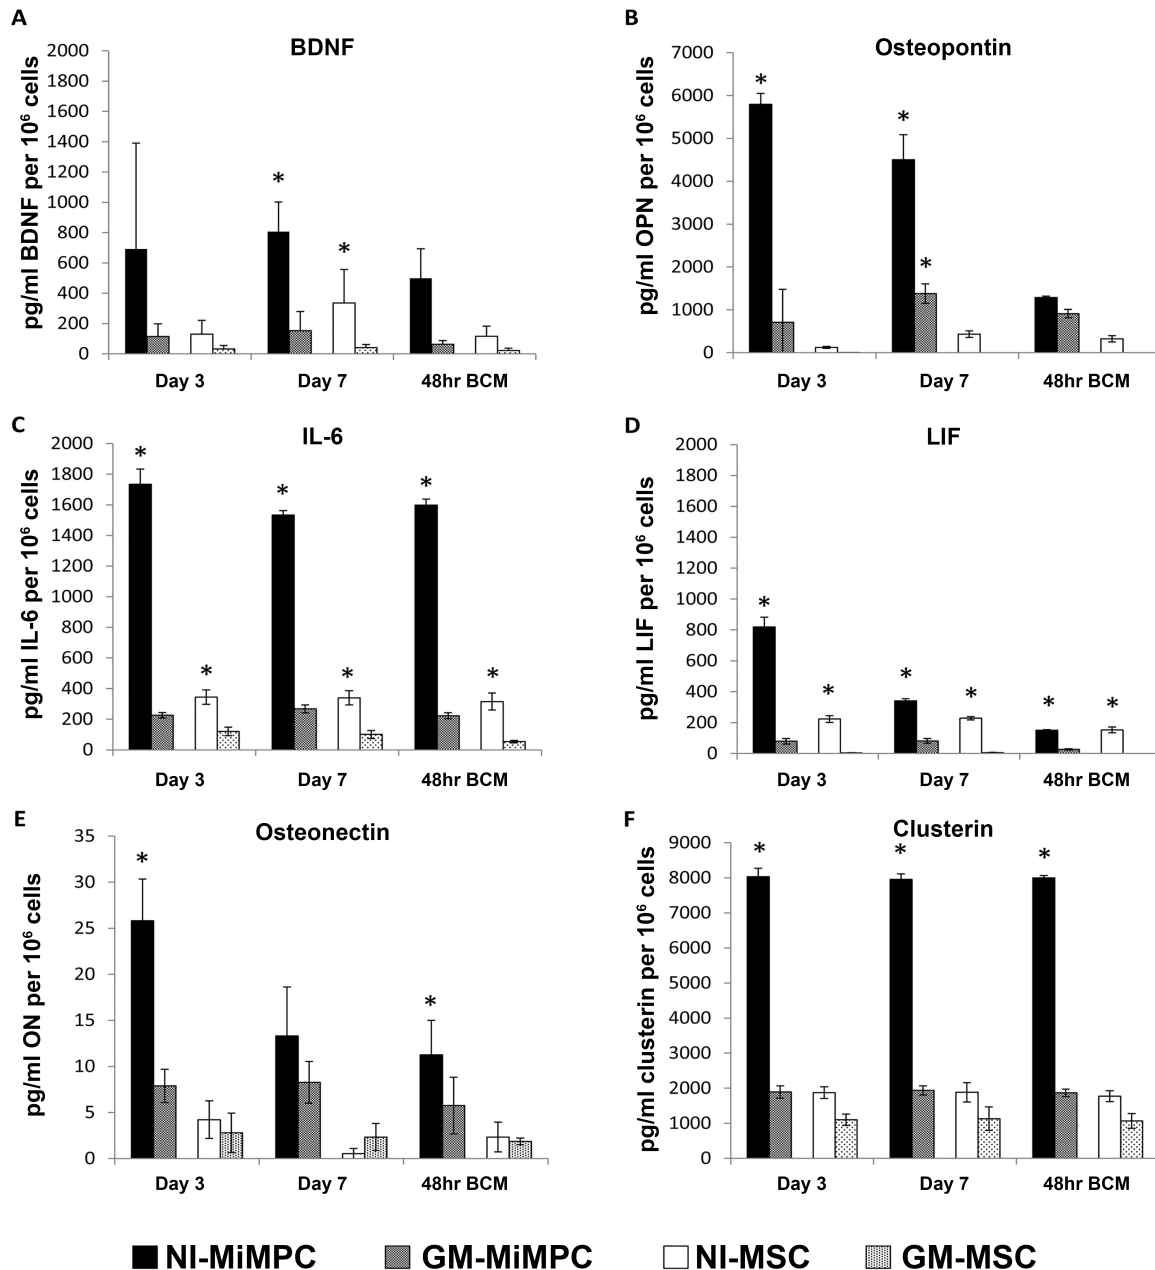 A
BDNF
pg/ml BDNF per 10⁶ cells
2000
1800
1600
1400
1200
1000
800
600
400
200
0
*
*
Day 3
Day 7
48hr BCM
B
Osteopontin
pg/ml OPN per 10⁶ cells
7000
6000
5000
4000
3000
2000
1000
0
*
*
*
Day 3
Day 7
48hr BCM
C
IL-6
pg/ml IL-6 per 10⁶ cells
2000
1800
1600
1400
1200
1000
800
600
400
200
0
*
*
*
*
*
*
Day 3
Day 7
48hr BCM
D
LIF
pg/ml LIF per 10⁶ cells
2000
1800
1600
1400
1200
1000
800
600
400
200
0
*
*
*
*
*
*
Day 3
Day 7
48hr BCM
E
Osteonectin
pg/ml ON per 10⁶ cells
35
30
25
20
15
10
5
0
*
*
Day 3
Day 7
48hr BCM
F
Clusterin
pg/ml clusterin per 10⁶ cells
9000
8000
7000
6000
5000
4000
3000
2000
1000
0
*
*
*
Day 3
Day 7
48hr BCM
NI-MiMPC
GM-MiMPC
NI-MSC
GM-MSC